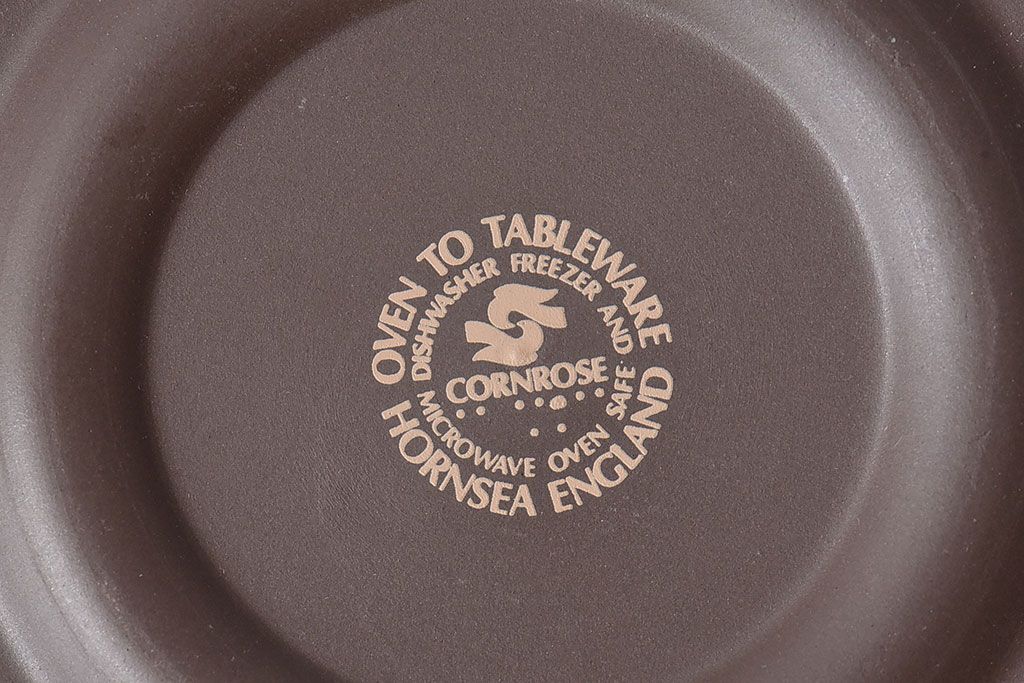 OVEN TO TABLEWARE
DISHWASHER FREEZER AND
CORNROSE
MICROWAVE OVEN SAFE
HORNSEA ENGLAND